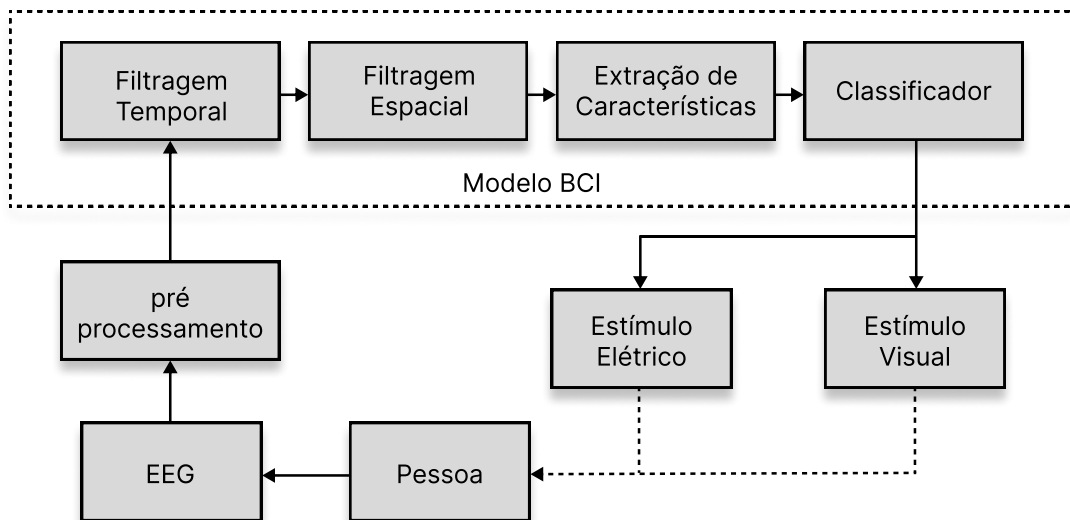 Filtragem
Temporal
Filtragem
Espacial
Extração de
Características
Classificador
Modelo BCI
pré
processamento
Estímulo
Elétrico
Estímulo
Visual
EEG
Pessoa